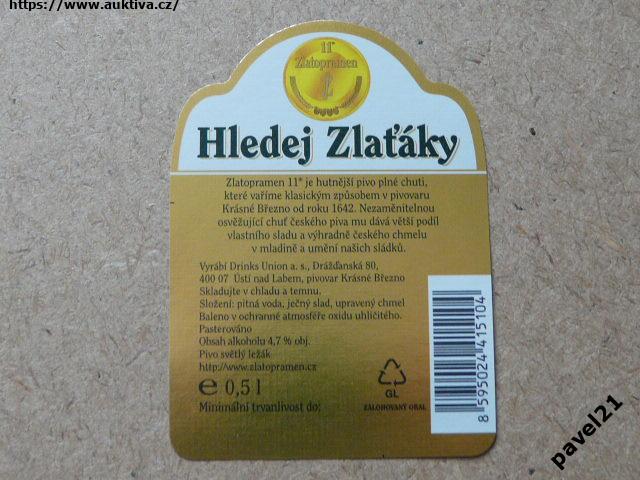 https://www.auktiva.cz/
11°
Zlatopramen
Hledej Zlaťáky
Zlatopramen 11° je hutnější pivo plné chuti,
které vaříme klasickým způsobem v pivovaru
Krásné Březno od roku 1642. Nezaměnitelnou
osvěžující chuť českého piva mu dává větší podíl
vlastního sladu a výhradně českého chmelu
v mladině a umění našich sládků.
Vyrábí Drinks Union a. s., Drážďanská 80,
400 07 Ústí nad Labem, pivovar Krásné Březno
Skladujte v chladu a temnu.
Složení: pitná voda, ječný slad, upravený chmel
Baleno v ochranné atmosféře oxidu uhličitého.
Pasterováno
Obsah alkoholu 4,7 % obj.
Pivo světlý ležák
http://www.zlatopramen.cz
e 0,5 l
Minimální trvanlivost do:
GL
ZÁLOHOVANÝ OBAL
8 595024 415104
pavel21